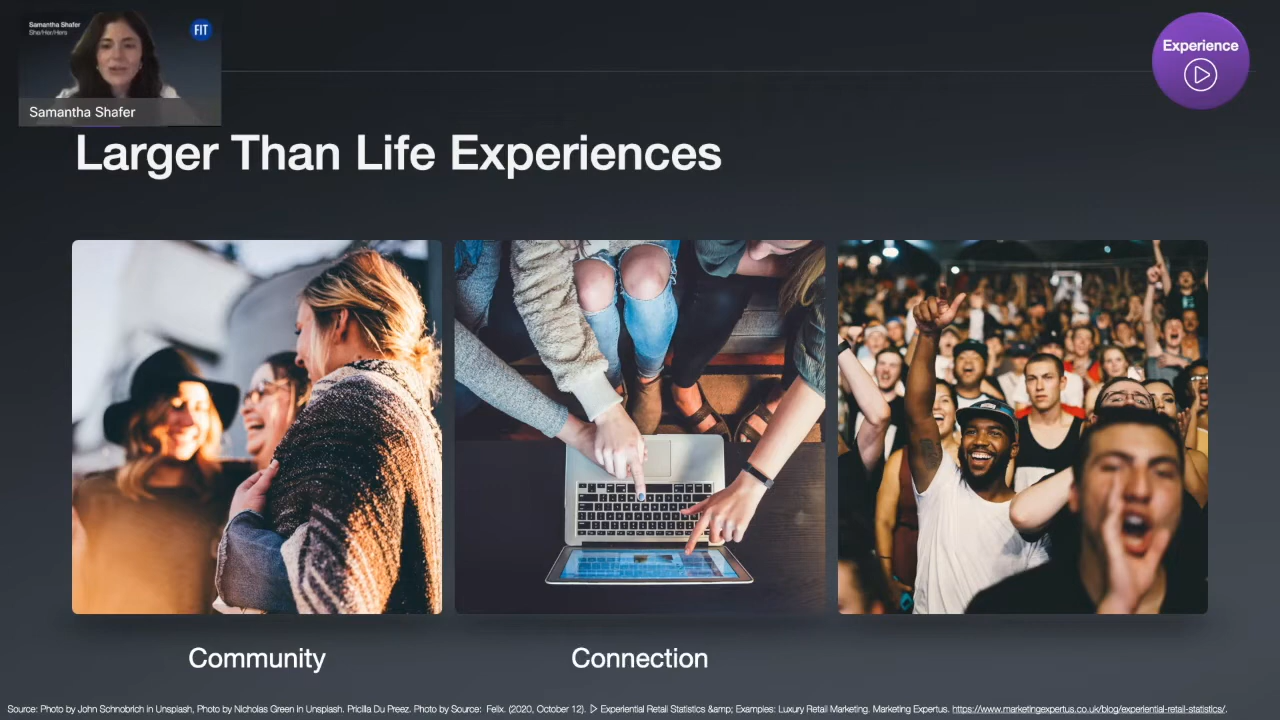 Samantha Shafer
She/Her/Hers
FIT
Samantha Shafer
Experience
Larger Than Life Experiences
Community
Connection
Source: Photo by John Schnobrich in Unsplash, Photo by Nicholas Green in Unsplash. Pricilla Du Preez. Photo by Source: Felix. (2020, October 12). ▷ Experiential Retail Statistics &amp; Examples: Luxury Retail Marketing. Marketing Expertus. https://www.marketingexpertus.co.uk/blog/experiential-retail-statistics/.